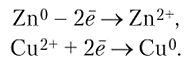 Zn⁰ – 2ē → Zn²⁺,
Cu²⁺ + 2ē → Cu⁰.